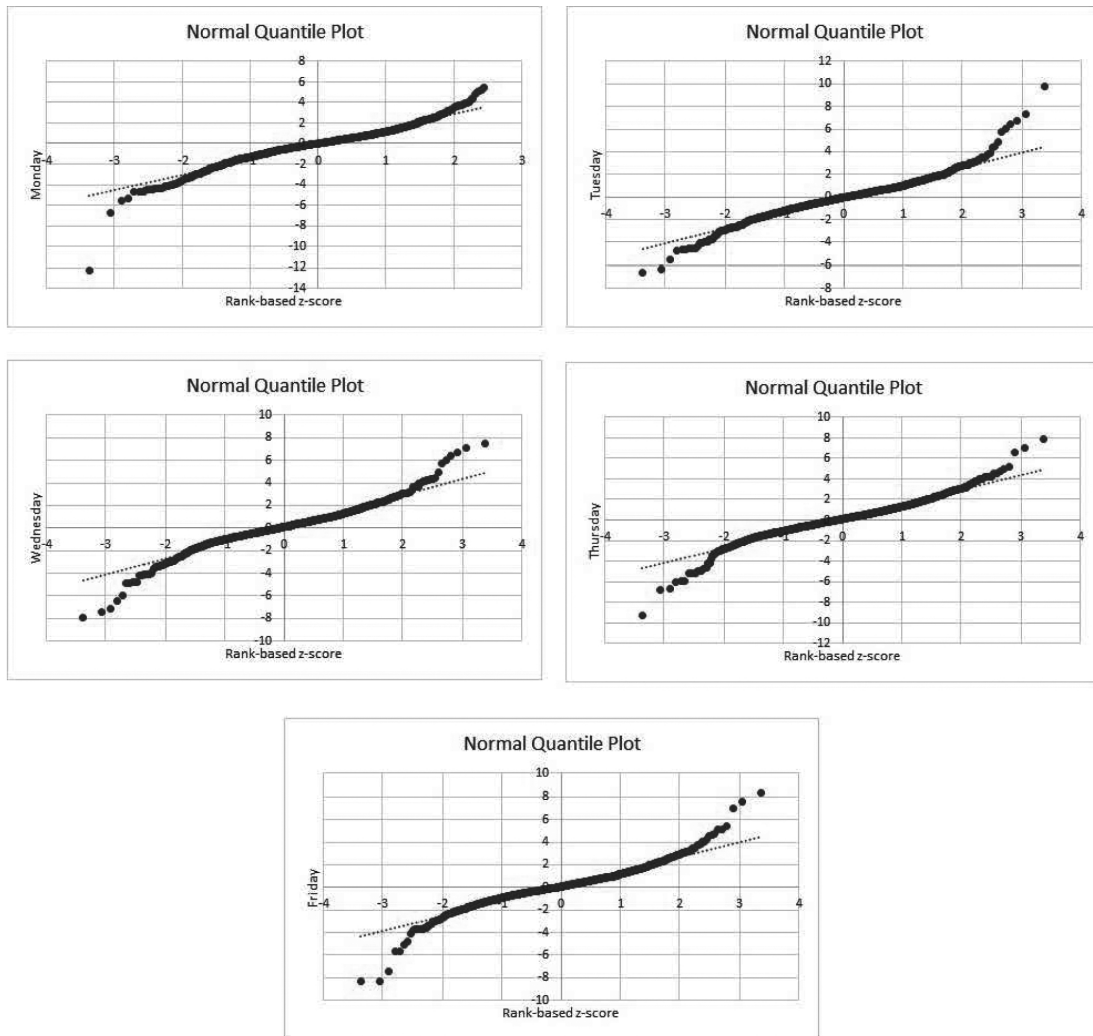 Normal Quantile Plot
8
6
4
2
0
-4 -3 -2 -1 0 1 2 3
-2
-4
-6
-8
-10
-12
-14
Monday
Rank-based z-score
Normal Quantile Plot
12
10
8
6
4
2
0
-4 -3 -2 -1 0 1 2 3 4
-2
-4
-6
-8
Tuesday
Rank-based z-score
Normal Quantile Plot
10
8
6
4
2
0
-4 -3 -2 -1 0 1 2 3 4
-2
-4
-6
-8
-10
Wednesday
Rank-based z-score
Normal Quantile Plot
10
8
6
4
2
0
-4 -3 -2 -1 0 1 2 3 4
-2
-4
-6
-8
-10
-12
Thursday
Rank-based z-score
Normal Quantile Plot
10
8
6
4
2
0
-4 -3 -2 -1 0 1 2 3 4
-2
-4
-6
-8
-10
Friday
Rank-based z-score